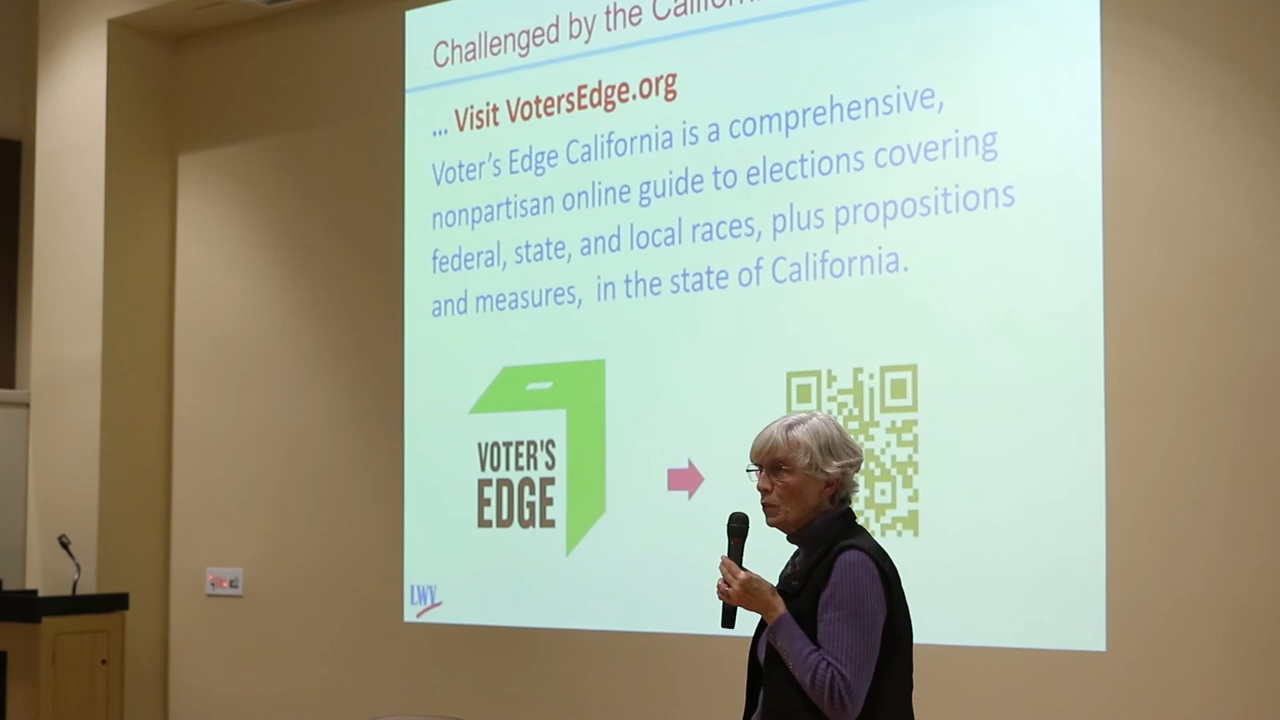 Challenged by the
... Visit VotersEdge.org
Voter's Edge California is a comprehensive,
nonpartisan online guide to elections covering
federal, state, and local races, plus propositions
and measures, in the state of California.
VOTER'S
EDGE
LWV